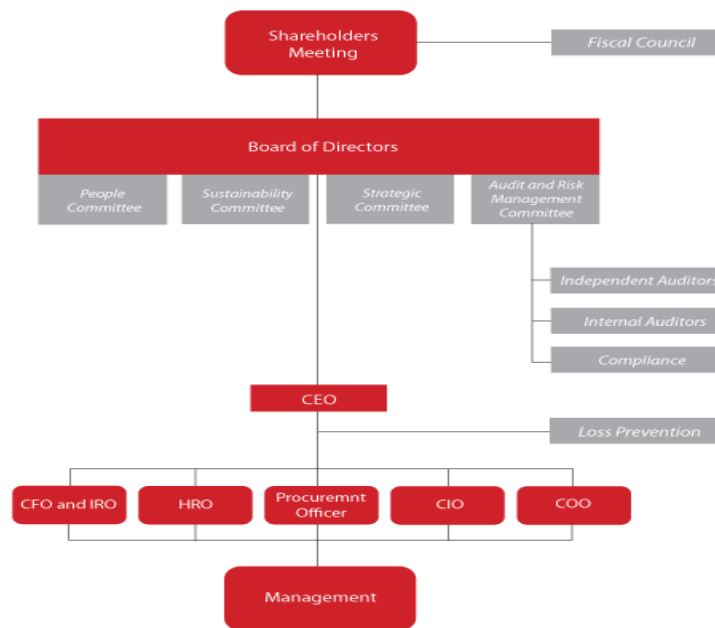 Shareholders
Meeting
Fiscal Council
Board of Directors
People
Committee
Sustainability
Committee
Strategic
Committee
Audit and Risk
Management
Committee
Independent Auditors
Internal Auditors
Compliance
CEO
Loss Prevention
CFO and IRO
HRO
Procuremnt
Officer
CIO
COO
Management